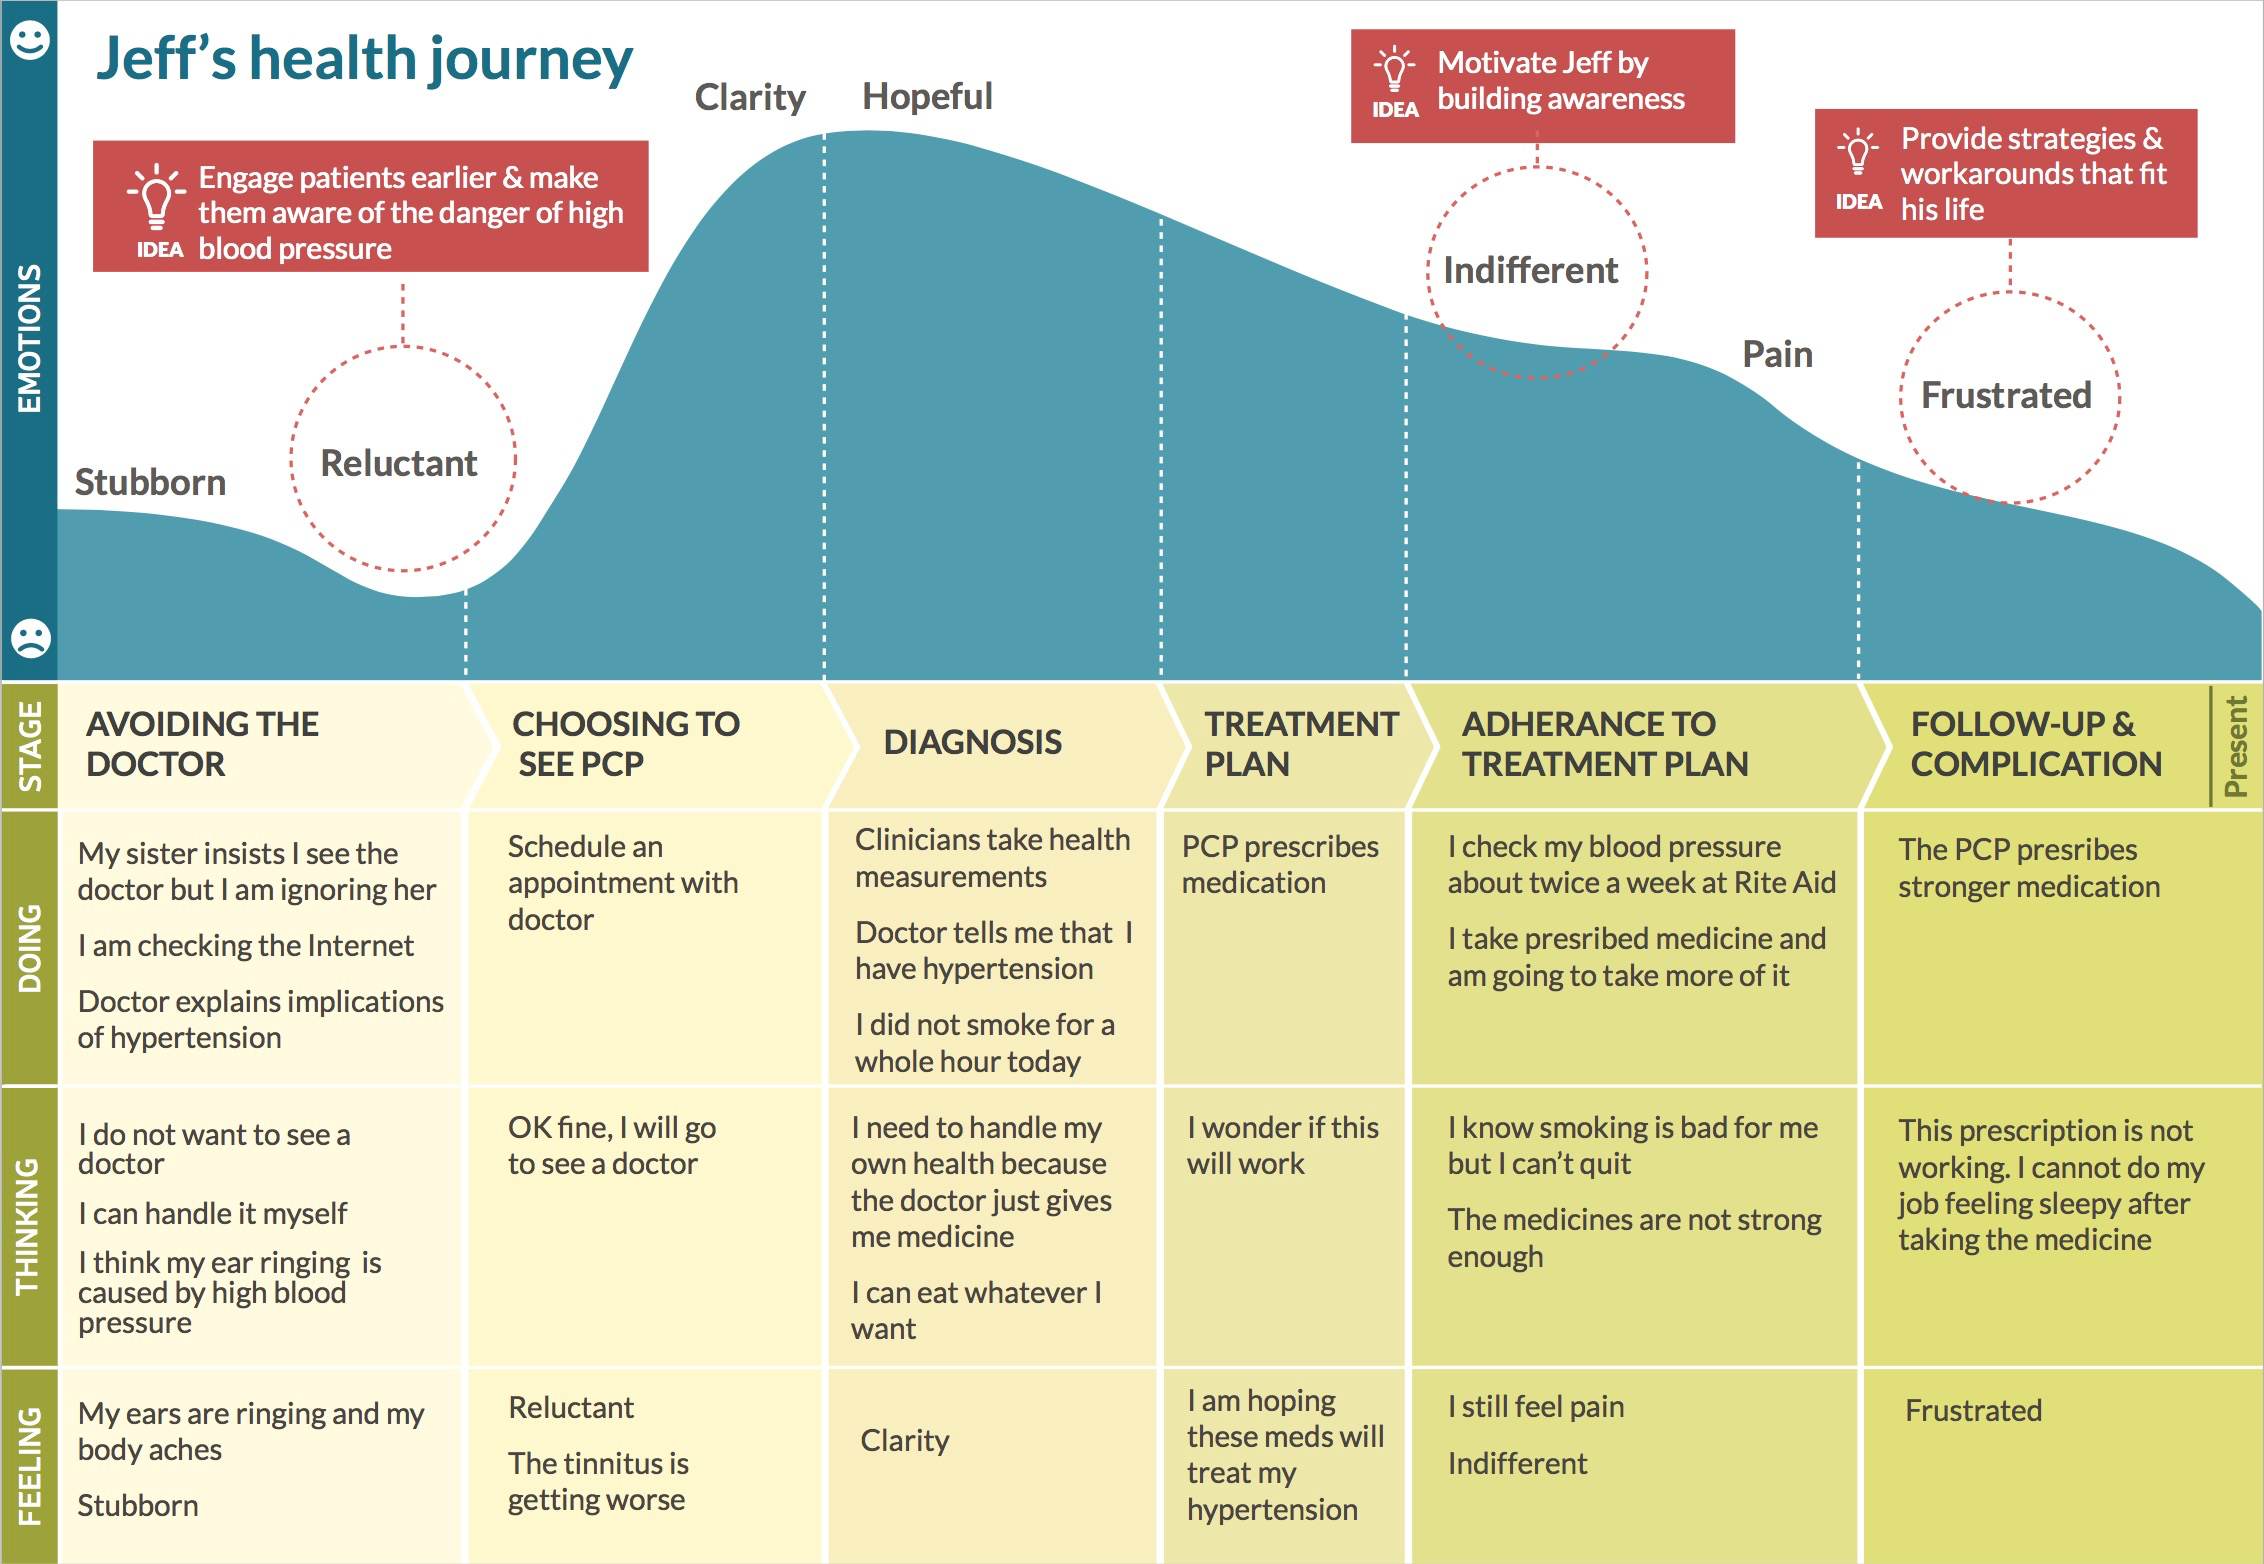 Jeff's health journey
EMOTIONS
IDEA
Engage patients earlier & make
them aware of the danger of high
blood pressure
Stubborn
Reluctant
Clarity
Hopeful
IDEA
Motivate Jeff by
building awareness
Indifferent
Pain
IDEA
Provide strategies &
workarounds that fit
his life
Frustrated
STAGE
AVOIDING THE
DOCTOR
CHOOSING TO
SEE PCP
DIAGNOSIS
TREATMENT
PLAN
ADHERANCE TO
TREATMENT PLAN
FOLLOW-UP &
COMPLICATION
Present
DOING
My sister insists I see the
doctor but I am ignoring her
I am checking the Internet
Doctor explains implications
of hypertension
Schedule an
appointment with
doctor
Clinicians take health
measurements
Doctor tells me that I
have hypertension
I did not smoke for a
whole hour today
PCP prescribes
medication
I check my blood pressure
about twice a week at Rite Aid
I take presribed medicine and
am going to take more of it
The PCP presribes
stronger medication
THINKING
I do not want to see a
doctor
I can handle it myself
I think my ear ringing is
caused by high blood
pressure
OK fine, I will go
to see a doctor
I need to handle my
own health because
the doctor just gives
me medicine
I can eat whatever I
want
I wonder if this
will work
I know smoking is bad for me
but I can't quit
The medicines are not strong
enough
This prescription is not
working. I cannot do my
job feeling sleepy after
taking the medicine
FEELING
My ears are ringing and my
body aches
Stubborn
Reluctant
The tinnitus is
getting worse
Clarity
I am hoping
these meds will
treat my
hypertension
I still feel pain
Indifferent
Frustrated